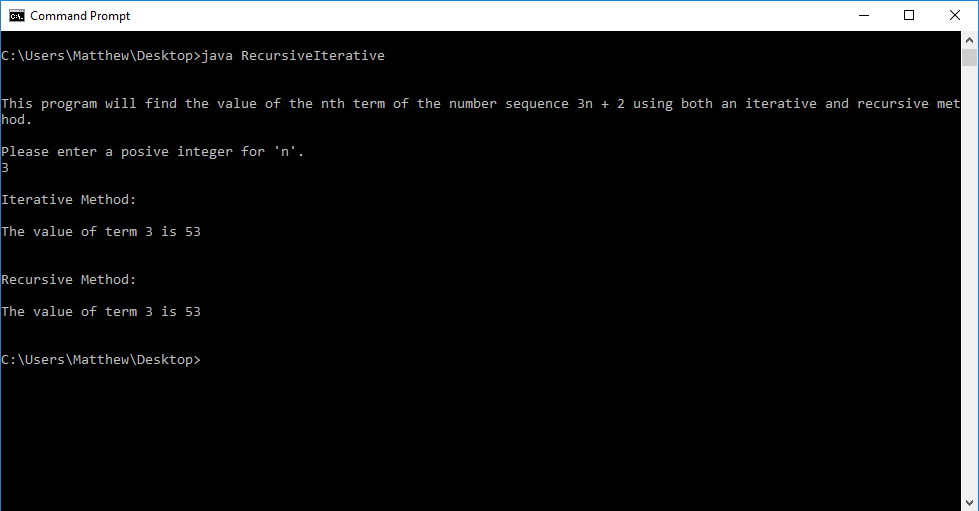 Command Prompt
C:\Users\Matthew\Desktop>java RecursiveIterative
This program will find the value of the nth term of the number sequence 3n + 2 using both an iterative and recursive met
hod.
Please enter a posive integer for 'n'.
3
Iterative Method:
The value of term 3 is 53
Recursive Method:
The value of term 3 is 53
C:\Users\Matthew\Desktop>